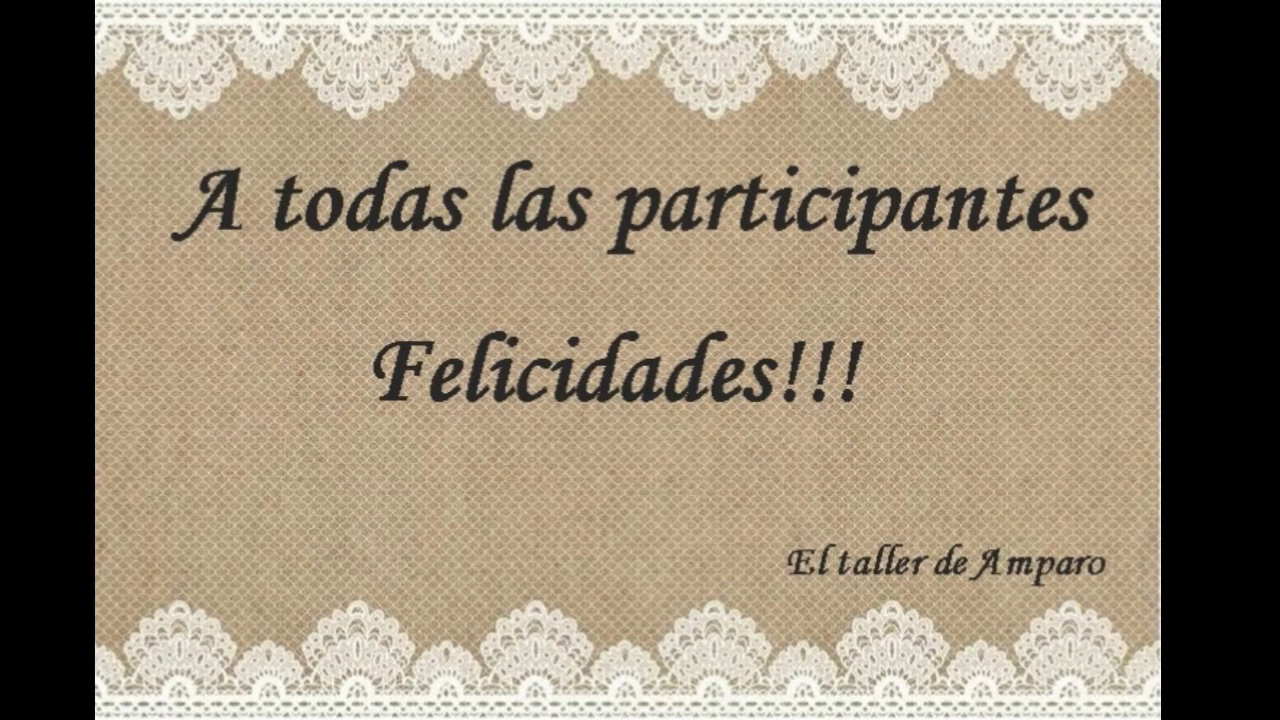 A todas las participantes
Felicidades!!!
El taller de Amparo